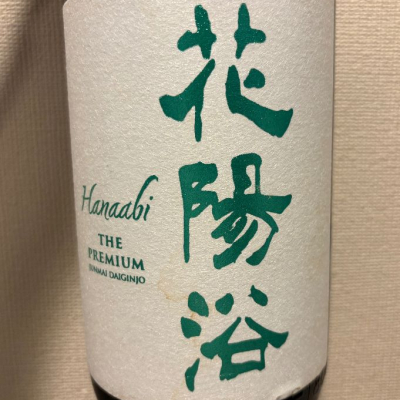 花陽浴
Hanaabi
THE
PREMIUM
JUNMAI DAIGINJO